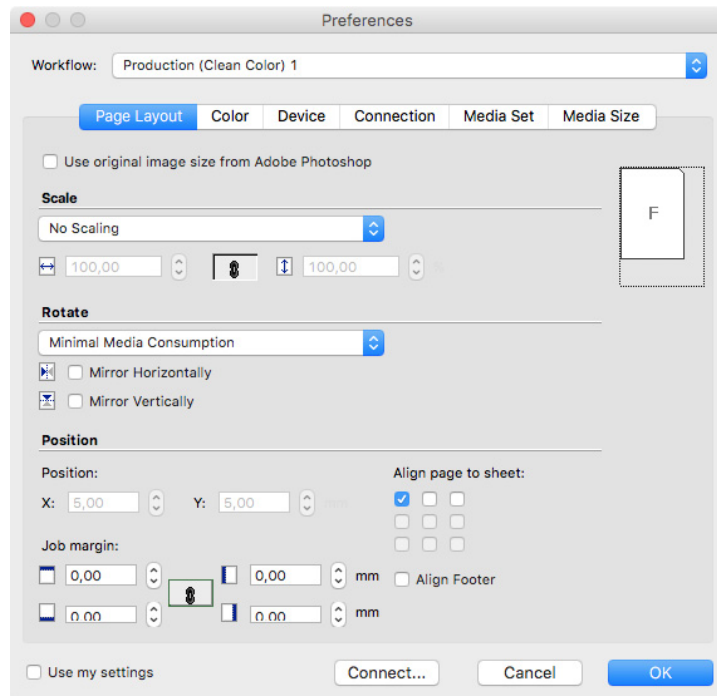 Preferences
Workflow: Production (Clean Color) 1
Page Layout Color Device Connection Media Set Media Size
Use original image size from Adobe Photoshop
Scale
F
No Scaling
100,00 100,00 %
Rotate
Minimal Media Consumption
Mirror Horizontally
Mirror Vertically
Position
Position: Align page to sheet:
X: 5,00 Y: 5,00 mm
Job margin:
0,00 0,00 mm Align Footer
0,00 0,00 mm
Use my settings Connect... Cancel OK